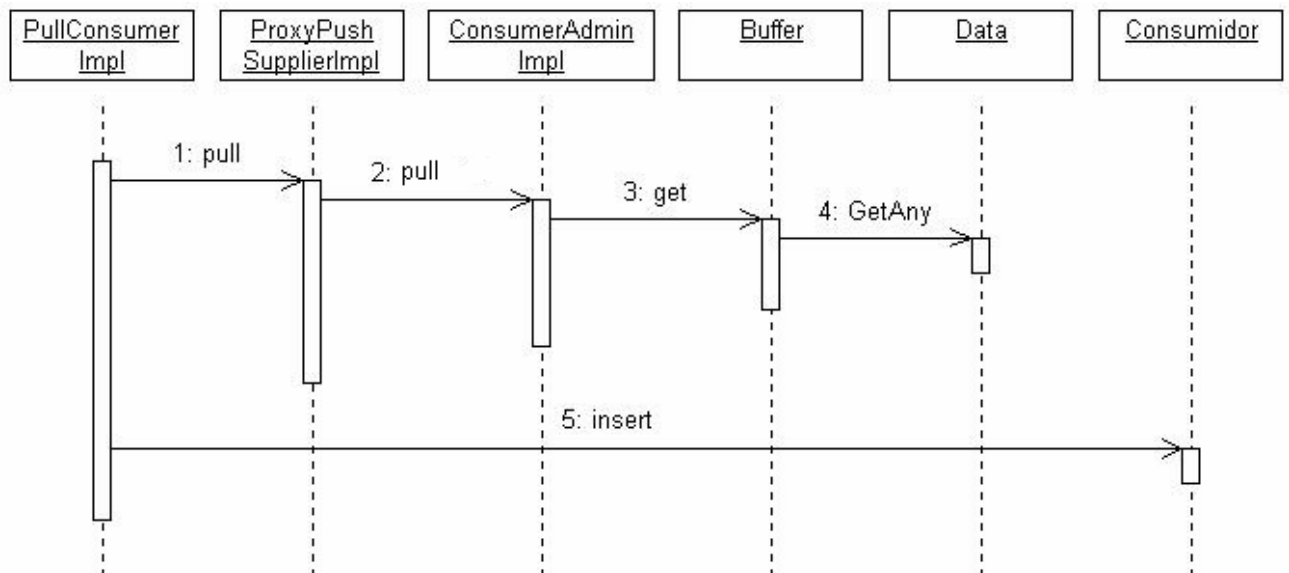 PullConsumer
Impl
ProxyPush
SupplierImpl
ConsumerAdmin
Impl
Buffer
Data
Consumidor
1: pull
2: pull
3: get
4: GetAny
5: insert